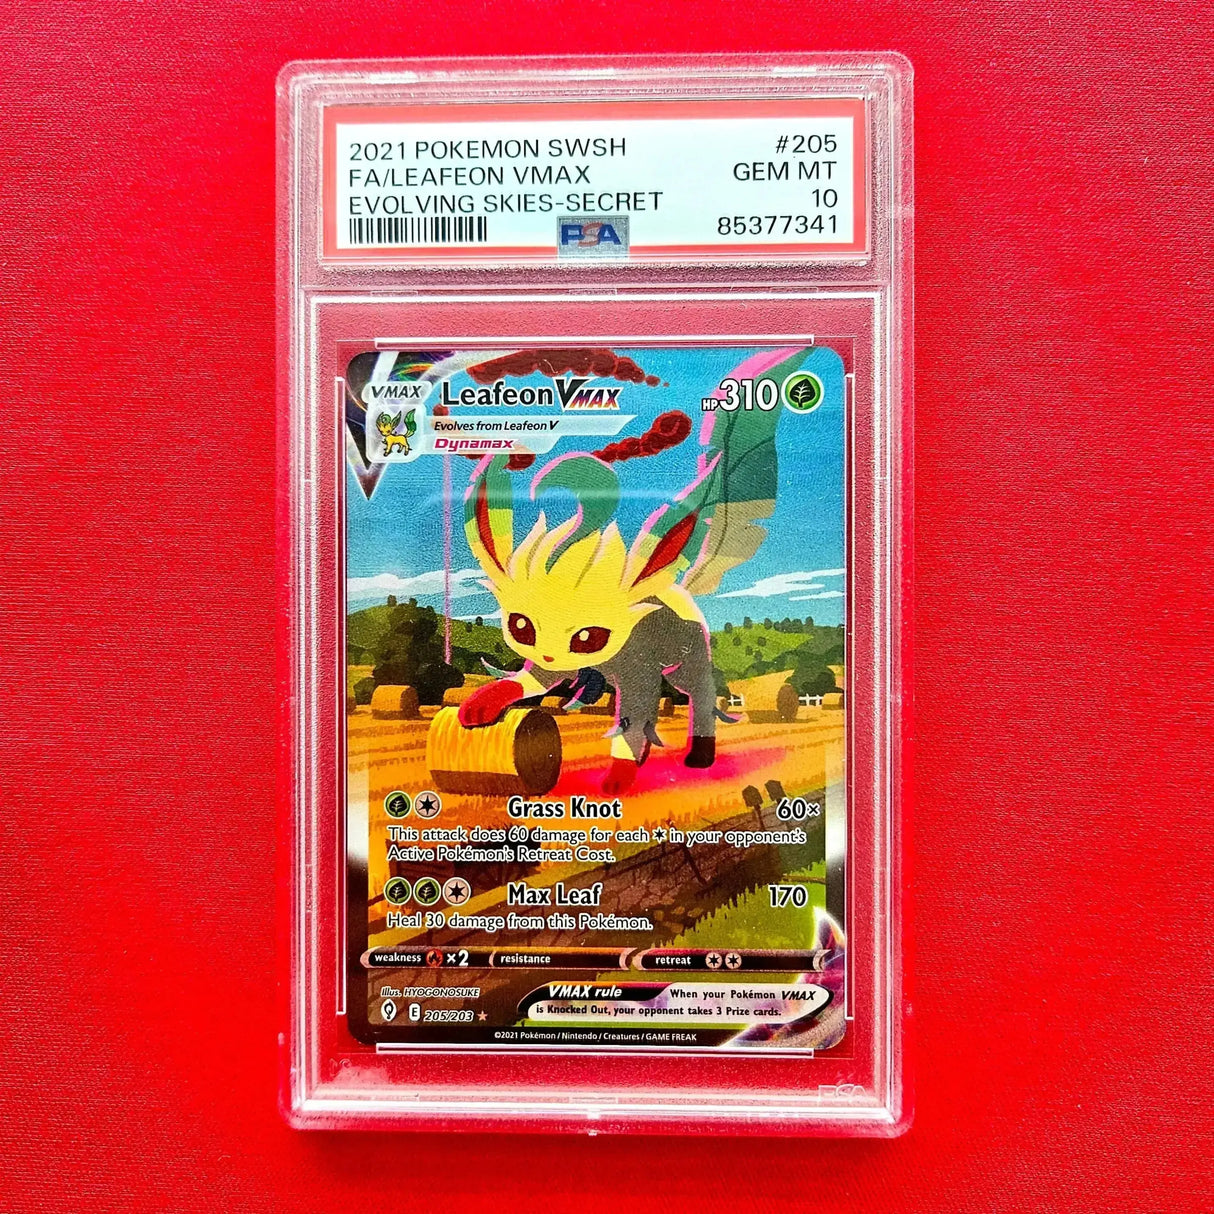 2021 POKEMON SWSH #205
FA/LEAFEON VMAX GEM MT
EVOLVING SKIES-SECRET 10
85377341
PSA
VMAX Leafeon VMAX HP 310
Evolves from Leafeon V
Dynamax
Grass Knot 60×
This attack does 60 damage for each in your opponent's
Active Pokémon's Retreat Cost.
Max Leaf 170
Heal 30 damage from this Pokémon.
weakness ×2 resistance retreat
Illus. HYOGONOSUKE
VMAX rule When your Pokémon VMAX
is Knocked Out, your opponent takes 3 Prize cards.
E 205/203
©2021 Pokémon / Nintendo / Creatures / GAME FREAK
PSA